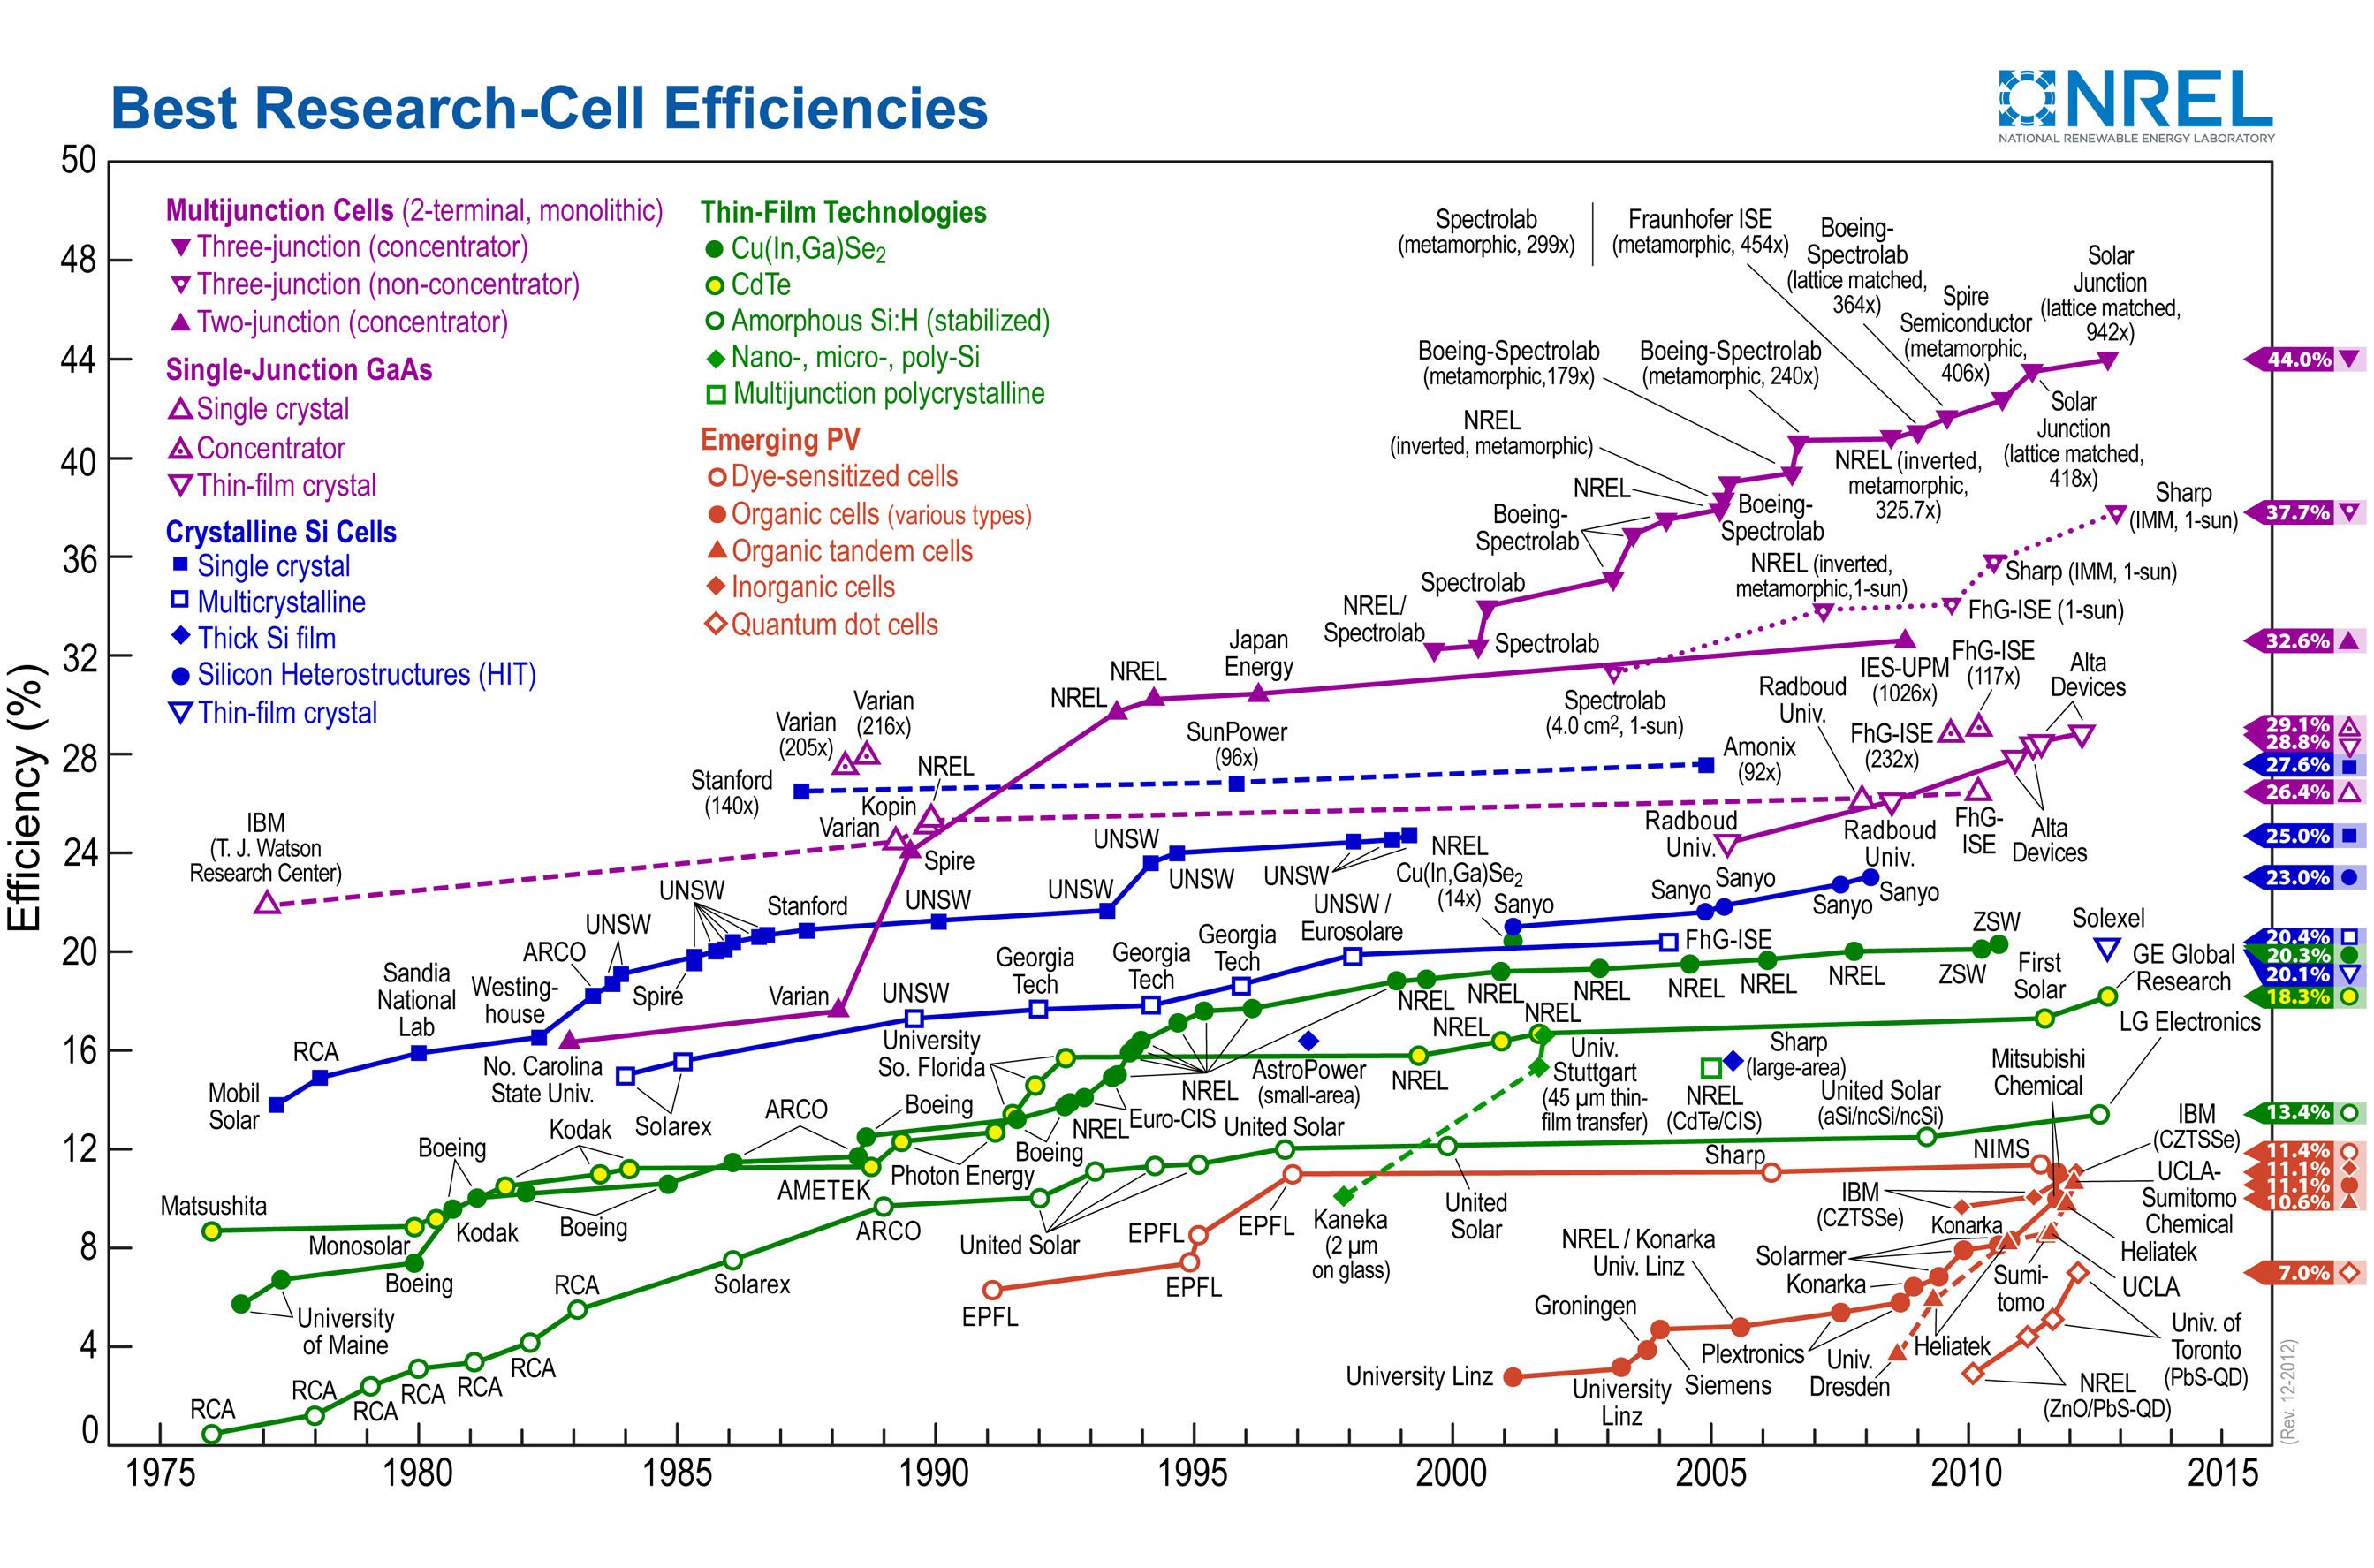 Best Research-Cell Efficiencies
NREL
NATIONAL RENEWABLE ENERGY LABORATORY
Efficiency (%)
50
48
44
40
36
32
28
24
20
16
12
8
4
0
1975
1980
1985
1990
1995
2000
2005
2010
2015
Multijunction Cells (2-terminal, monolithic)
Three-junction (concentrator)
Three-junction (non-concentrator)
Two-junction (concentrator)
Single-Junction GaAs
Single crystal
Concentrator
Thin-film crystal
Crystalline Si Cells
Single crystal
Multicrystalline
Thick Si film
Silicon Heterostructures (HIT)
Thin-film crystal
Thin-Film Technologies
Cu(In,Ga)Se2
CdTe
Amorphous Si:H (stabilized)
Nano-, micro-, poly-Si
Multijunction polycrystalline
Emerging PV
Dye-sensitized cells
Organic cells (various types)
Organic tandem cells
Inorganic cells
Quantum dot cells
Spectrolab
(metamorphic, 299x)
Fraunhofer ISE
(metamorphic, 454x)
Boeing-
Spectrolab
(lattice matched,
364x)
Solar
Junction
(lattice matched,
942x)
Spire
Semiconductor
(metamorphic,
406x)
Boeing-Spectrolab
(metamorphic,179x)
Boeing-Spectrolab
(metamorphic, 240x)
NREL
(inverted, metamorphic)
Solar
Junction
(lattice matched,
418x)
NREL (inverted,
metamorphic,
325.7x)
NREL
Boeing-
Spectrolab
Boeing-
Spectrolab
Sharp
(IMM, 1-sun)
NREL (inverted,
metamorphic,1-sun)
Sharp (IMM, 1-sun)
Spectrolab
NREL/
Spectrolab
Spectrolab
FhG-ISE (1-sun)
Japan
Energy
NREL
NREL
IES-UPM
(1026x)
FhG-ISE
(117x)
Alta
Devices
Radboud
Univ.
Spectrolab
(4.0 cm2, 1-sun)
FhG-ISE
(232x)
Varian
(205x)
Varian
(216x)
SunPower
(96x)
Amonix
(92x)
Stanford
(140x)
NREL
Kopin
Varian
Spire
IBM
(T. J. Watson
Research Center)
Radboud
Univ.
Radboud
Univ.
FhG-
ISE
Alta
Devices
UNSW
UNSW
UNSW
UNSW
NREL
Cu(In,Ga)Se2
(14x)
Sanyo
Sanyo
Sanyo
Sanyo
Sanyo
UNSW
UNSW
Stanford
UNSW
ARCO
Spire
Sandia
National
Lab
Westing-
house
RCA
Mobil
Solar
No. Carolina
State Univ.
Varian
Solarex
UNSW
Georgia
Tech
Georgia
Tech
Georgia
Tech
UNSW /
Eurosolare
FhG-ISE
ZSW
ZSW
Solexel
GE Global
Research
First
Solar
LG Electronics
NREL
NREL
NREL
NREL
NREL
NREL
NREL
NREL
NREL
NREL
University
So. Florida
AstroPower
(small-area)
Univ.
Stuttgart
(45 µm thin-
film transfer)
Sharp
(large-area)
NREL
(CdTe/CIS)
United Solar
(aSi/ncSi/ncSi)
Mitsubishi
Chemical
NREL
Euro-CIS
Boeing
ARCO
Boeing
Photon Energy
AMETEK
Kodak
Boeing
Kodak
Boeing
Matsushita
Monosolar
Boeing
University
of Maine
ARCO
United Solar
United Solar
United
Solar
Solarex
RCA
RCA
RCA
RCA
RCA
RCA
RCA
RCA
EPFL
EPFL
EPFL
EPFL
Sharp
NIMS
Kaneka
(2 µm
on glass)
IBM
(CZTSSe)
IBM
(CZTSSe)
UCLA-
Sumitomo
Chemical
Konarka
Solarmer
Konarka
NREL / Konarka
Univ. Linz
Groningen
University Linz
University
Linz
Siemens
Plextronics
Univ.
Dresden
Heliatek
Sumi-
tomo
Heliatek
UCLA
Univ. of
Toronto
(PbS-QD)
NREL
(ZnO/PbS-QD)
44.0%
37.7%
32.6%
29.1%
28.8%
27.6%
26.4%
25.0%
23.0%
20.4%
20.3%
20.1%
18.3%
13.4%
11.4%
11.1%
11.1%
10.6%
7.0%
(Rev. 12-2012)